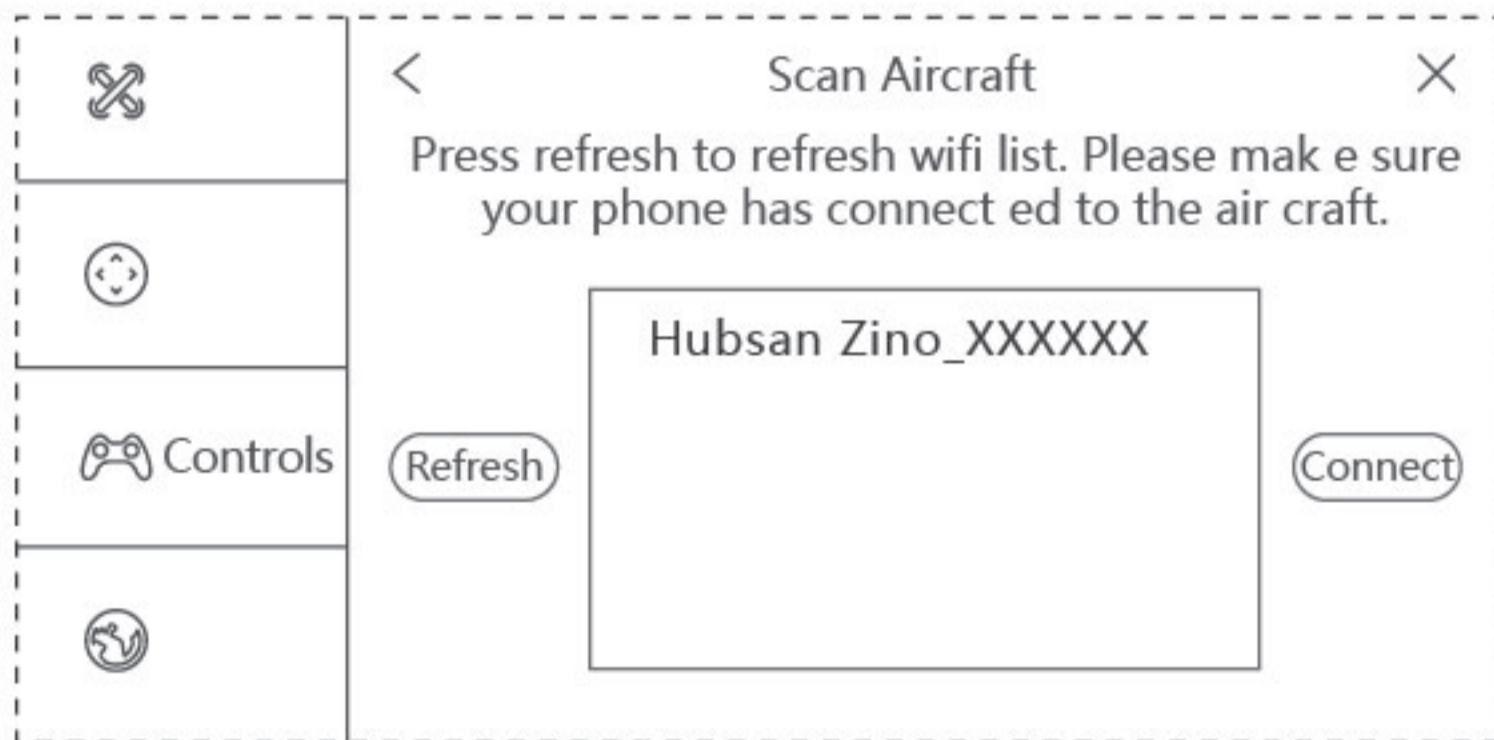 Scan Aircraft
Press refresh to refresh wifi list. Please mak e sure
your phone has connect ed to the air craft.
Hubsan Zino_XXXXXX
Controls
Refresh
Connect